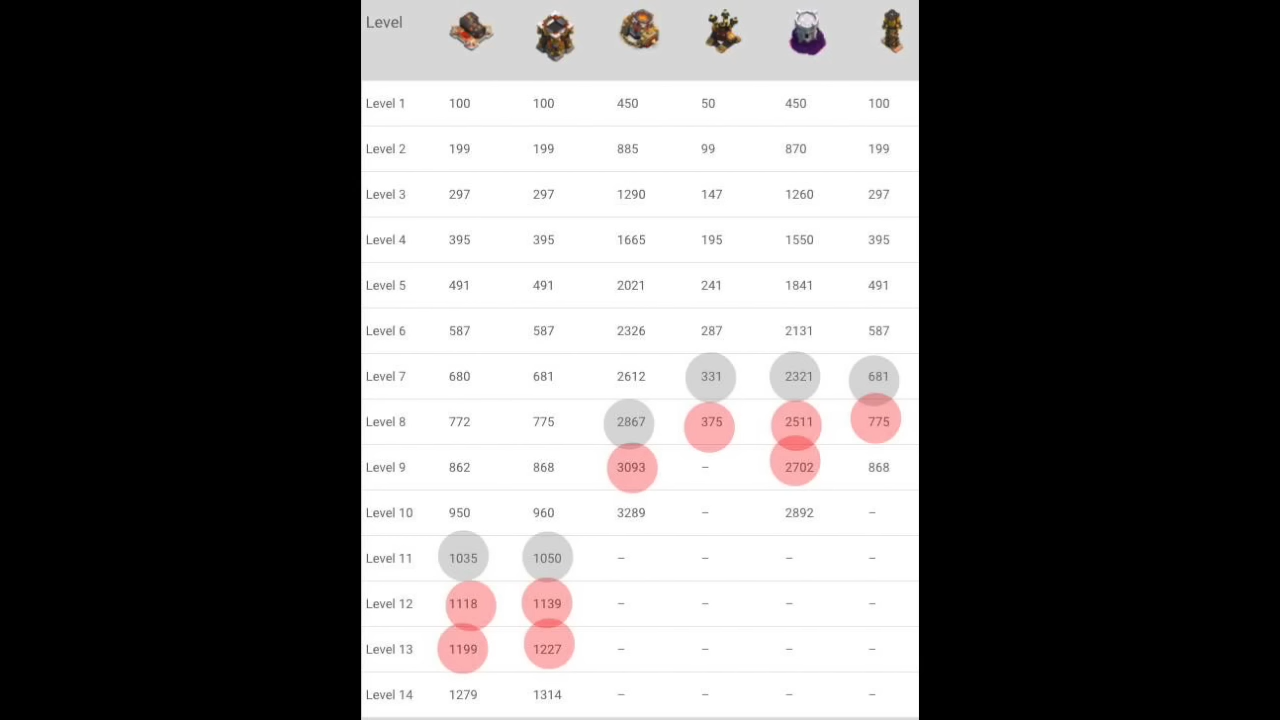 Level
Level 1 100 100 450 50 450 100
Level 2 199 199 885 99 870 199
Level 3 297 297 1290 147 1260 297
Level 4 395 395 1665 195 1550 395
Level 5 491 491 2021 241 1841 491
Level 6 587 587 2326 287 2131 587
Level 7 680 681 2612 331 2321 681
Level 8 772 775 2867 375 2511 775
Level 9 862 868 3093 – 2702 868
Level 10 950 960 3289 – 2892 –
Level 11 1035 1050 – – – –
Level 12 1118 1139 – – – –
Level 13 1199 1227 – – – –
Level 14 1279 1314 – – – –